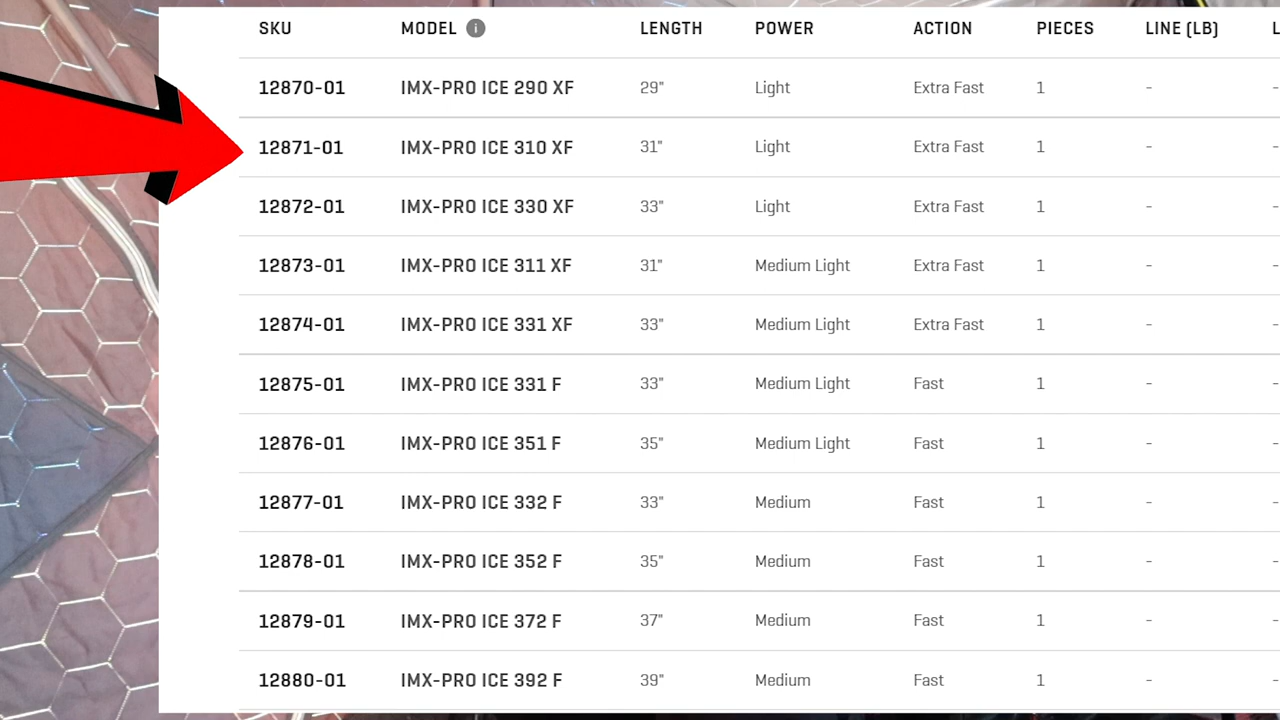 SKU MODEL i LENGTH POWER ACTION PIECES LINE (LB) L
12870-01 IMX-PRO ICE 290 XF 29" Light Extra Fast 1 - -
12871-01 IMX-PRO ICE 310 XF 31" Light Extra Fast 1 - -
12872-01 IMX-PRO ICE 330 XF 33" Light Extra Fast 1 - -
12873-01 IMX-PRO ICE 311 XF 31" Medium Light Extra Fast 1 - -
12874-01 IMX-PRO ICE 331 XF 33" Medium Light Extra Fast 1 - -
12875-01 IMX-PRO ICE 331 F 33" Medium Light Fast 1 - -
12876-01 IMX-PRO ICE 351 F 35" Medium Light Fast 1 - -
12877-01 IMX-PRO ICE 332 F 33" Medium Fast 1 - -
12878-01 IMX-PRO ICE 352 F 35" Medium Fast 1 - -
12879-01 IMX-PRO ICE 372 F 37" Medium Fast 1 - -
12880-01 IMX-PRO ICE 392 F 39" Medium Fast 1 - -